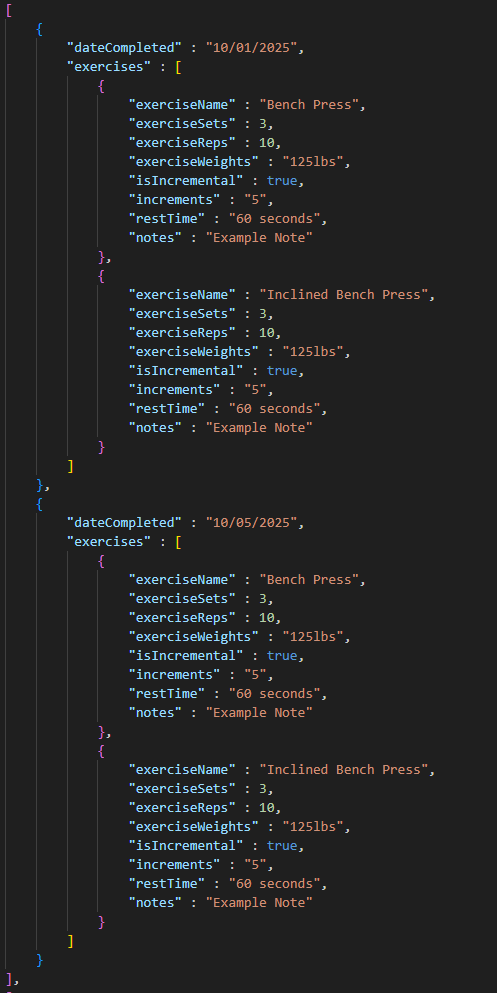 [
    {
        "dateCompleted" : "10/01/2025",
        "exercises" : [
            {
                "exerciseName" : "Bench Press",
                "exerciseSets" : 3,
                "exerciseReps" : 10,
                "exerciseWeights" : "125lbs",
                "isIncremental" : true,
                "increments" : "5",
                "restTime" : "60 seconds",
                "notes" : "Example Note"
            },
            {
                "exerciseName" : "Inclined Bench Press",
                "exerciseSets" : 3,
                "exerciseReps" : 10,
                "exerciseWeights" : "125lbs",
                "isIncremental" : true,
                "increments" : "5",
                "restTime" : "60 seconds",
                "notes" : "Example Note"
            }
        ]
    },
    {
        "dateCompleted" : "10/05/2025",
        "exercises" : [
            {
                "exerciseName" : "Bench Press",
                "exerciseSets" : 3,
                "exerciseReps" : 10,
                "exerciseWeights" : "125lbs",
                "isIncremental" : true,
                "increments" : "5",
                "restTime" : "60 seconds",
                "notes" : "Example Note"
            },
            {
                "exerciseName" : "Inclined Bench Press",
                "exerciseSets" : 3,
                "exerciseReps" : 10,
                "exerciseWeights" : "125lbs",
                "isIncremental" : true,
                "increments" : "5",
                "restTime" : "60 seconds",
                "notes" : "Example Note"
            }
        ]
    }
],